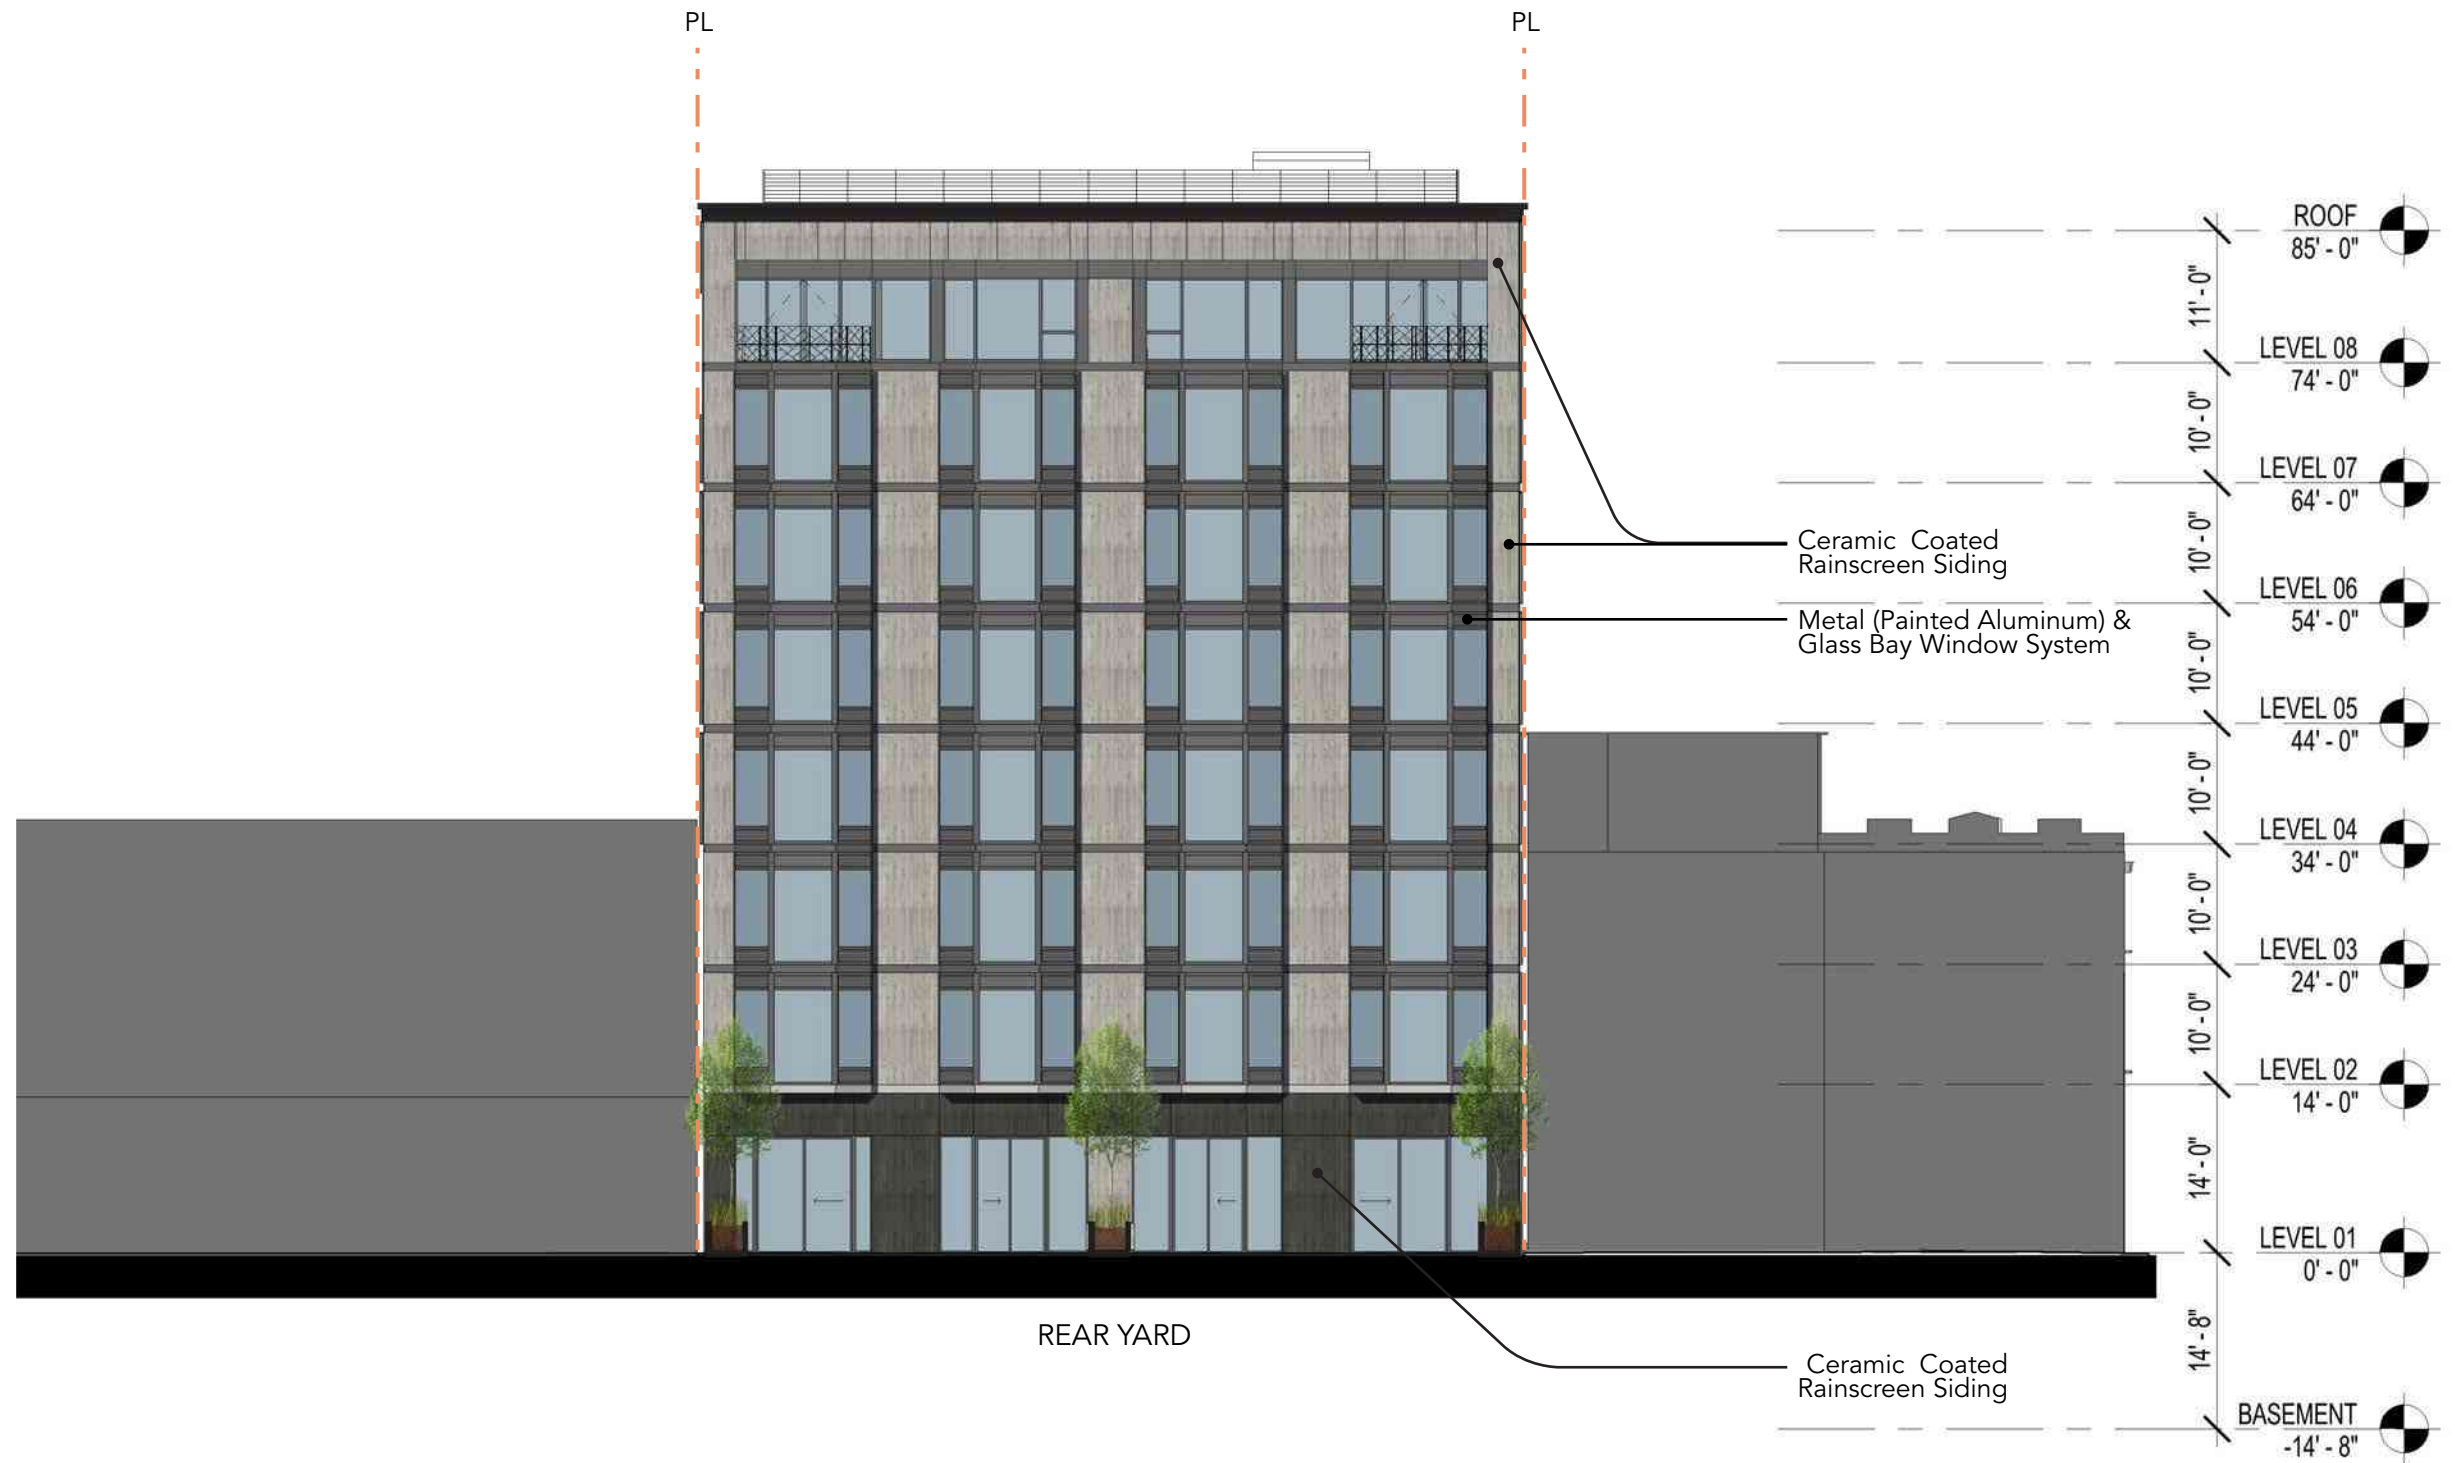 PL
PL
ROOF
85' - 0"
11' - 0"
LEVEL 08
74' - 0"
10' - 0"
LEVEL 07
64' - 0"
10' - 0"
Ceramic Coated
Rainscreen Siding
LEVEL 06
54' - 0"
Metal (Painted Aluminum) &
Glass Bay Window System
10' - 0"
LEVEL 05
44' - 0"
10' - 0"
LEVEL 04
34' - 0"
10' - 0"
LEVEL 03
24' - 0"
10' - 0"
LEVEL 02
14' - 0"
14' - 0"
LEVEL 01
0' - 0"
REAR YARD
14' - 8"
Ceramic Coated
Rainscreen Siding
BASEMENT
-14' - 8"